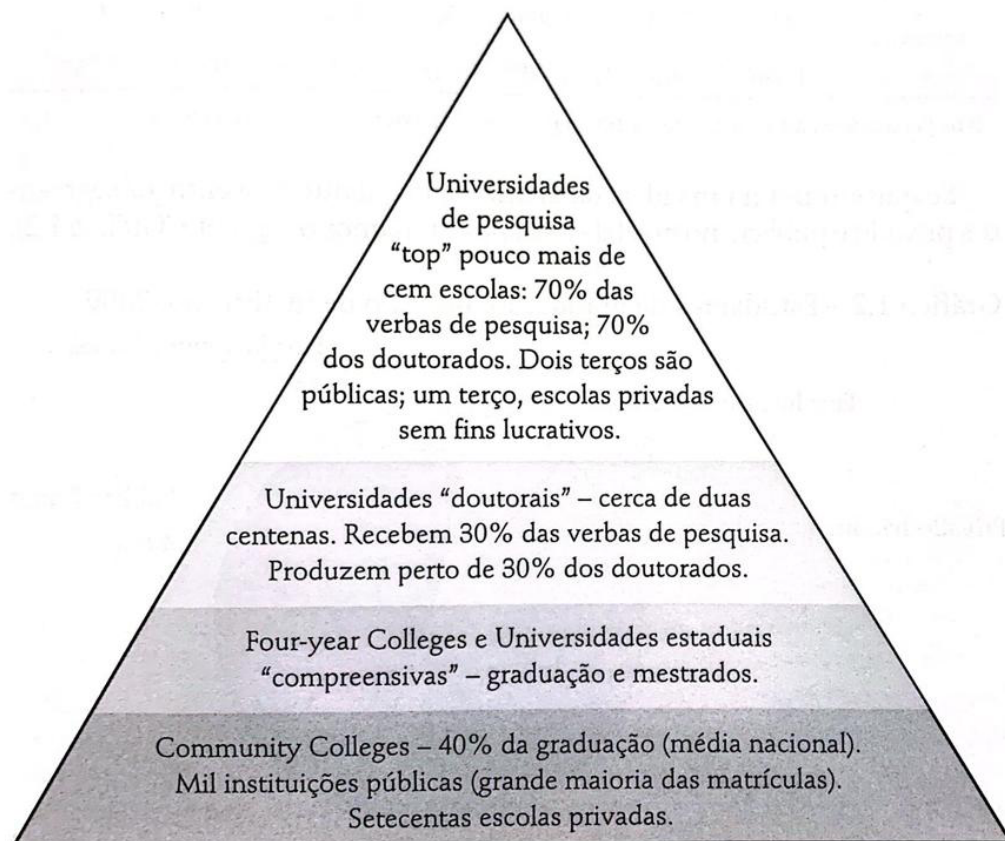 Universidades
de pesquisa
“top” pouco mais de
cem escolas: 70% das
verbas de pesquisa; 70%
dos doutorados. Dois terços são
públicas; um terço, escolas privadas
sem fins lucrativos.
Universidades “doutorais” – cerca de duas
centenas. Recebem 30% das verbas de pesquisa.
Produzem perto de 30% dos doutorados.
Four-year Colleges e Universidades estaduais
“compreensivas” – graduação e mestrados.
Community Colleges – 40% da graduação (média nacional).
Mil instituições públicas (grande maioria das matrículas).
Setecentas escolas privadas.